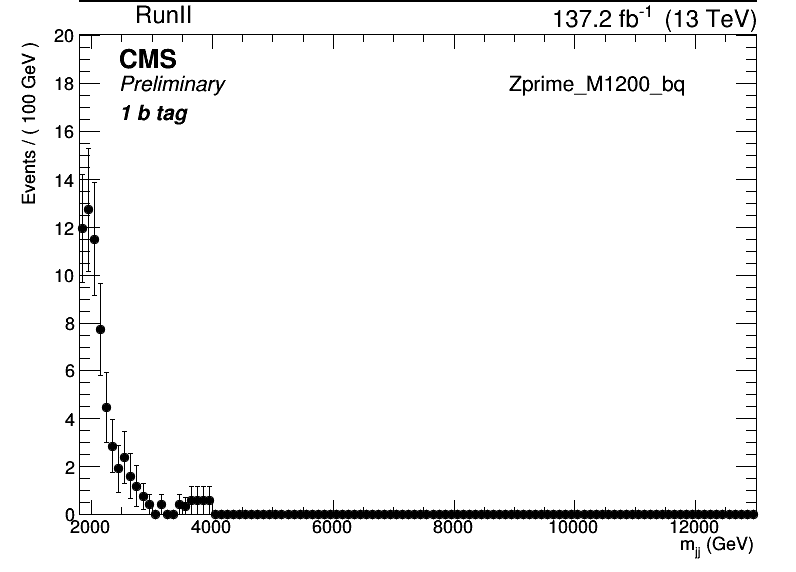 RunII
137.2 fb⁻¹ (13 TeV)
CMS
Preliminary
1 b tag
Zprime_M1200_bq
Events / ( 100 GeV )
20
18
16
14
12
10
8
6
4
2
0
2000 4000 6000 8000 10000 12000
m_jj (GeV)